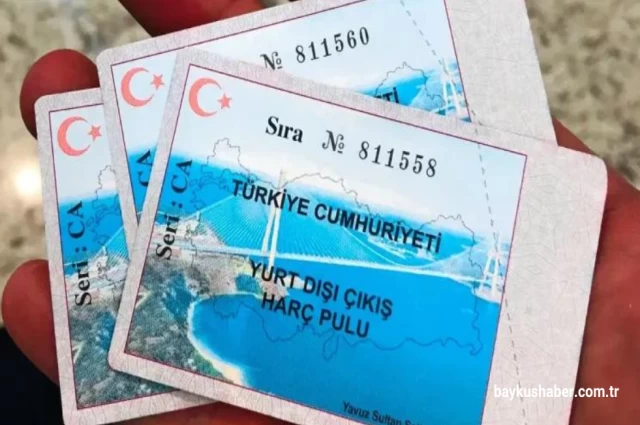 № 811560
Sıra № 811558
Seri : CA
Seri : CA
TÜRKİYE CUMHURİYETİ
YURT DIŞI ÇIKIŞ
HARÇ PULU
Yavuz Sultan
baykushaber.com.tr